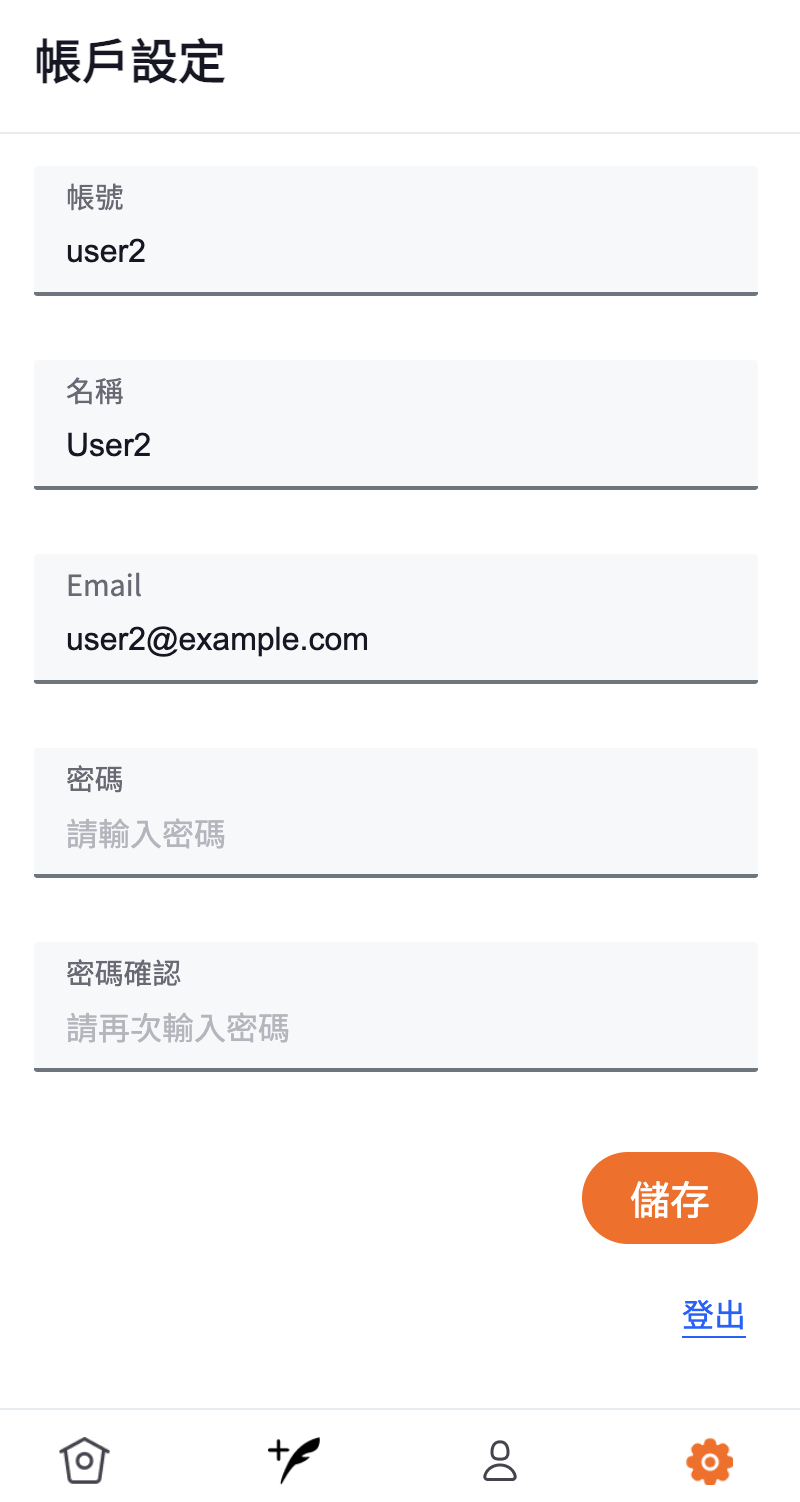 帳戶設定
帳號
user2
名稱
User2
Email
user2@example.com
密碼
請輸入密碼
密碼確認
請再次輸入密碼
儲存
登出